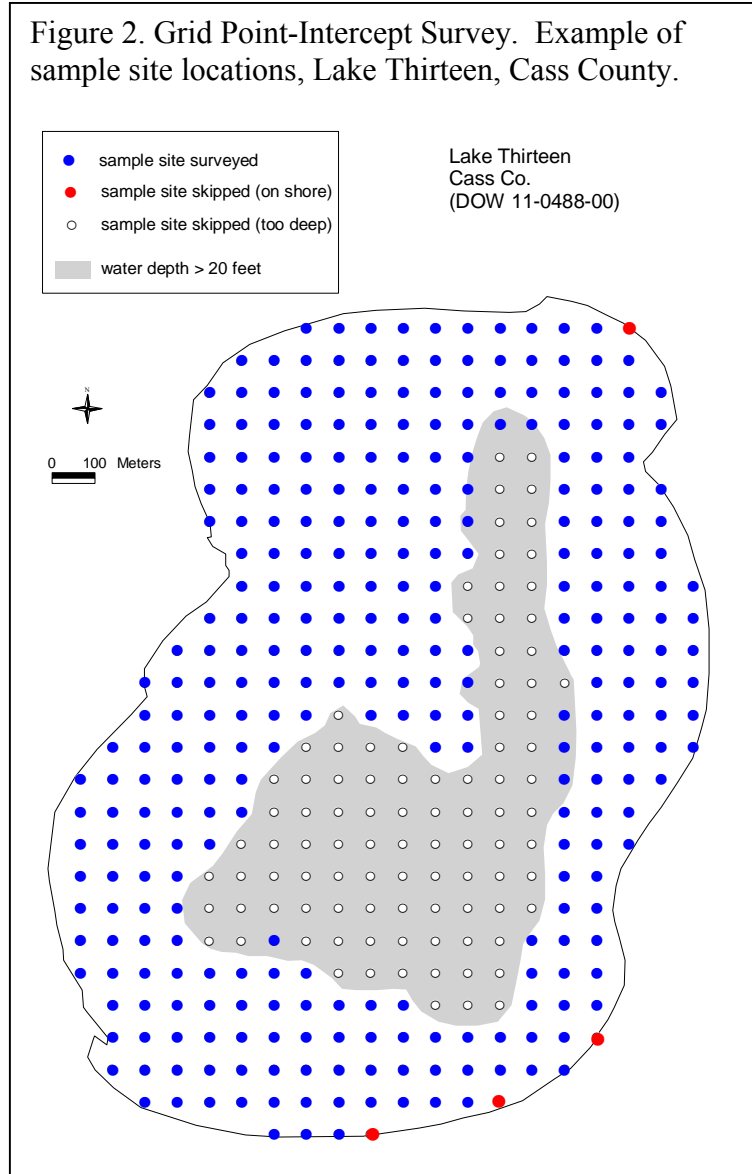 Figure 2. Grid Point-Intercept Survey.  Example of
sample site locations, Lake Thirteen, Cass County.
sample site surveyed
sample site skipped (on shore)
sample site skipped (too deep)
water depth > 20 feet
Lake Thirteen
Cass Co.
(DOW 11-0488-00)
N
0 100 Meters